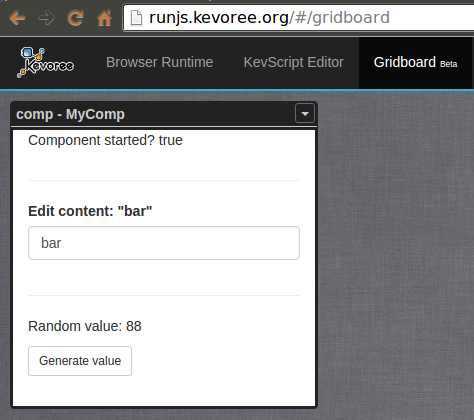 runjs.kevoree.org/#/gridboard
Kevoree
Browser Runtime
KevScript Editor
Gridboard Beta
comp - MyComp
Component started? true
Edit content: "bar"
bar
Random value: 88
Generate value